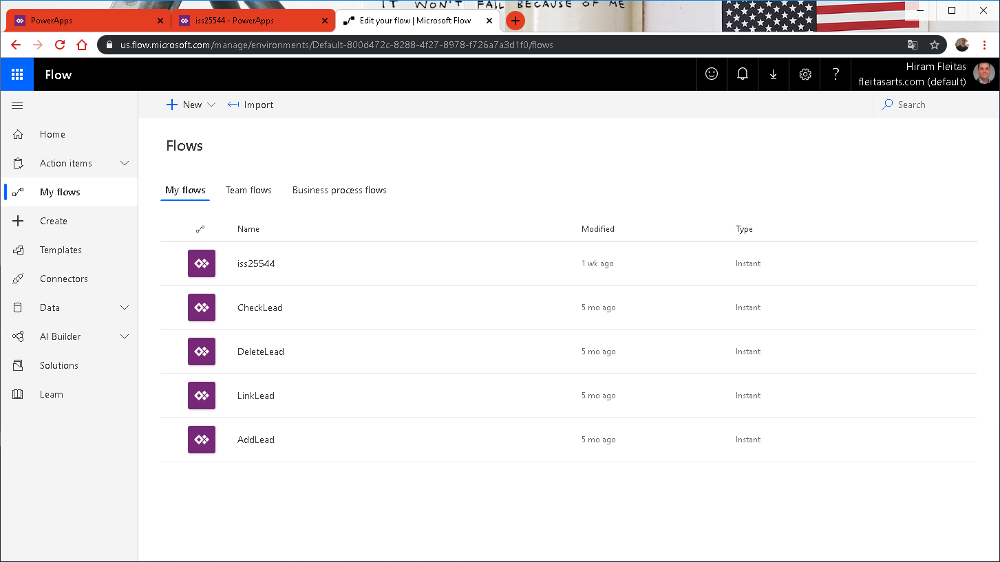 IT WON'T FAIL BECAUSE OF ME
PowerApps
iss25544 - PowerApps
Edit your flow | Microsoft Flow
us.flow.microsoft.com/manage/environments/Default-800d472c-8288-4f27-8978-f726a7a3d1f0/flows
Flow
?
Hiram Fleitas
fleitasarts.com (default)
New
Import
Search
Home
Action items
My flows
Create
Templates
Connectors
Data
AI Builder
Solutions
Learn
Flows
My flows Team flows Business process flows
Name Modified Type
iss25544 1 wk ago Instant
CheckLead 5 mo ago Instant
DeleteLead 5 mo ago Instant
LinkLead 5 mo ago Instant
AddLead 5 mo ago Instant